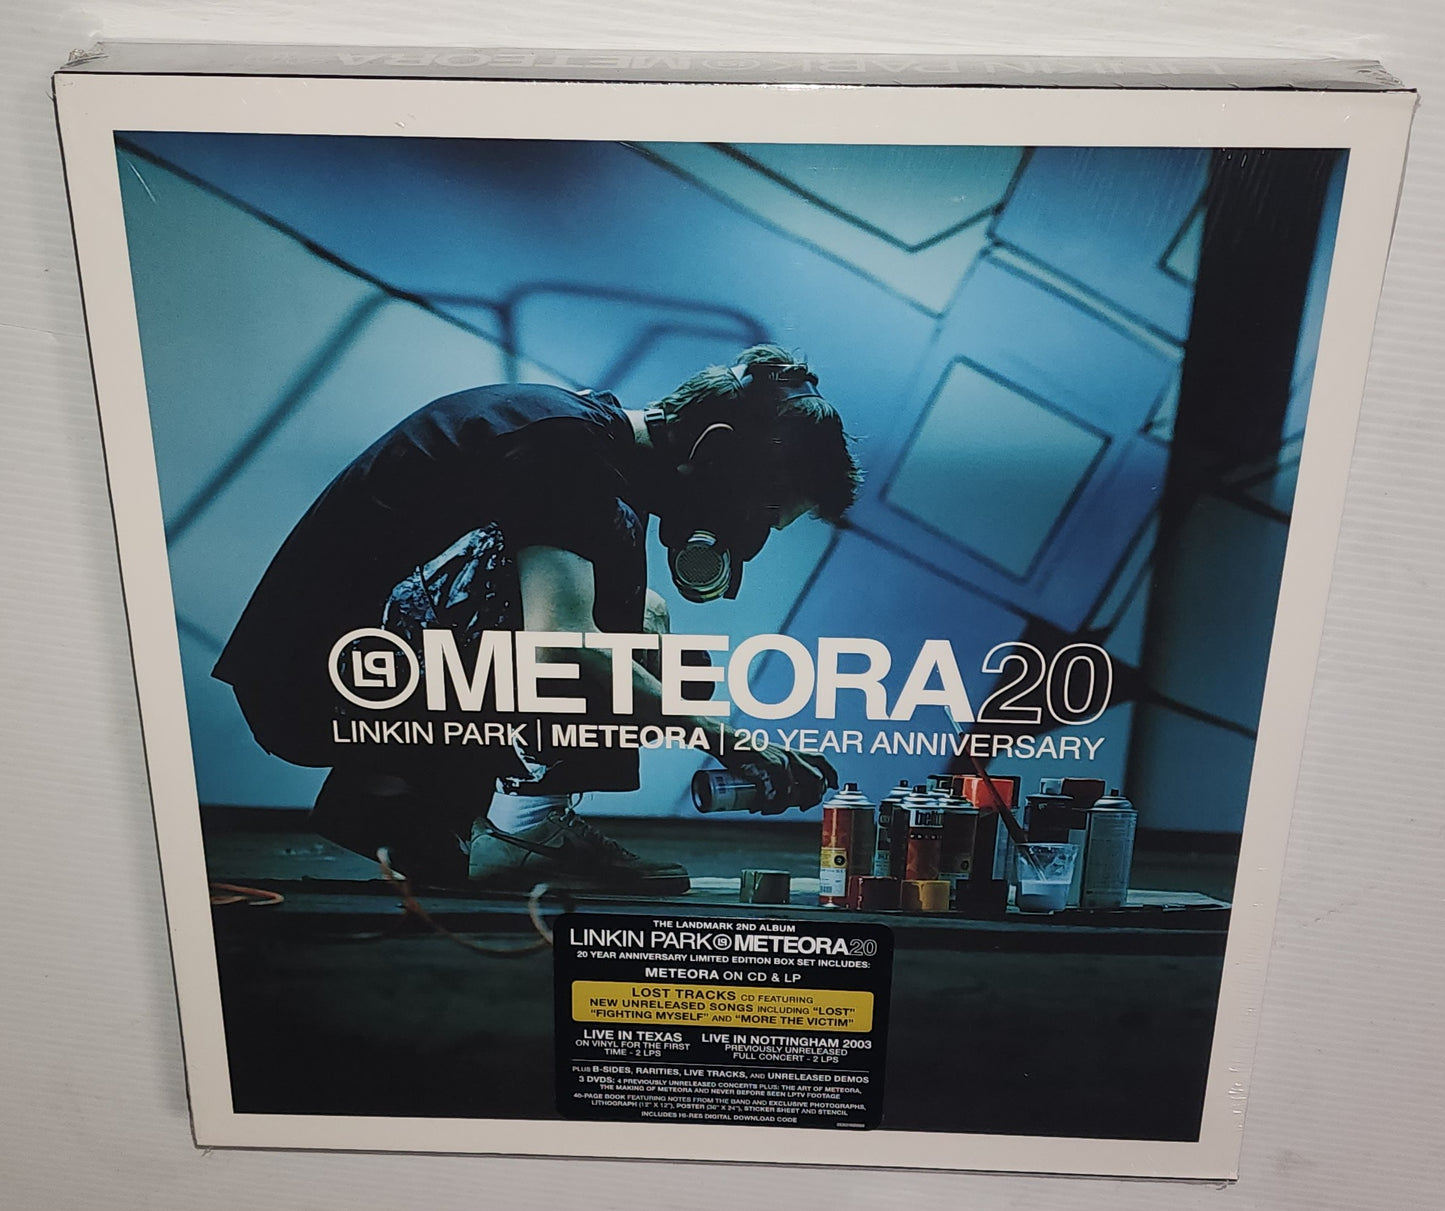 LINKIN PARK LP METEORA
LP METEORA20
LINKIN PARK | METEORA | 20 YEAR ANNIVERSARY
THE LANDMARK 2ND ALBUM
LINKIN PARK LP METEORA20
20 YEAR ANNIVERSARY LIMITED EDITION BOX SET INCLUDES:
METEORA ON CD & LP
LOST TRACKS CD FEATURING
NEW UNRELEASED SONGS INCLUDING "LOST"
"FIGHTING MYSELF" AND "MORE THE VICTIM"
LIVE IN TEXAS
ON VINYL FOR THE FIRST
TIME - 2 LPS
LIVE IN NOTTINGHAM 2003
PREVIOUSLY UNRELEASED
FULL CONCERT - 2 LPS
PLUS B-SIDES, RARITIES, LIVE TRACKS, AND UNRELEASED DEMOS
3 DVDS: 4 PREVIOUSLY UNRELEASED CONCERTS PLUS: THE ART OF METEORA,
THE MAKING OF METEORA AND NEVER BEFORE SEEN LPTV FOOTAGE
40-PAGE BOOK FEATURING NOTES FROM THE BAND AND EXCLUSIVE PHOTOGRAPHS,
LITHOGRAPH (12" X 12"), POSTER (36" X 24"), STICKER SHEET AND STENCIL
INCLUDES HI-RES DIGITAL DOWNLOAD CODE